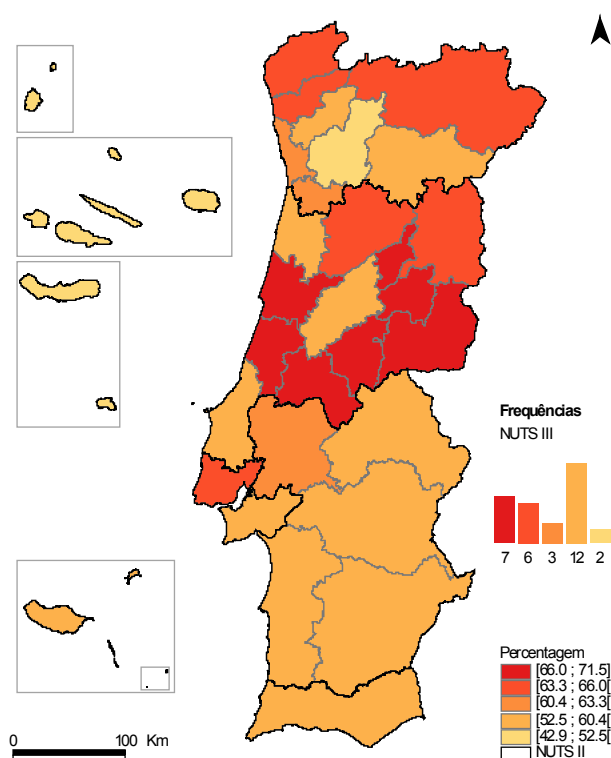 Frequências
NUTS III
7 6 3 12 2
Percentagem
[66.0 ; 71.5]
[63.3 ; 66.0[
[60.4 ; 63.3[
[52.5 ; 60.4[
[42.9 ; 52.5[
NUTS II
0 100 Km